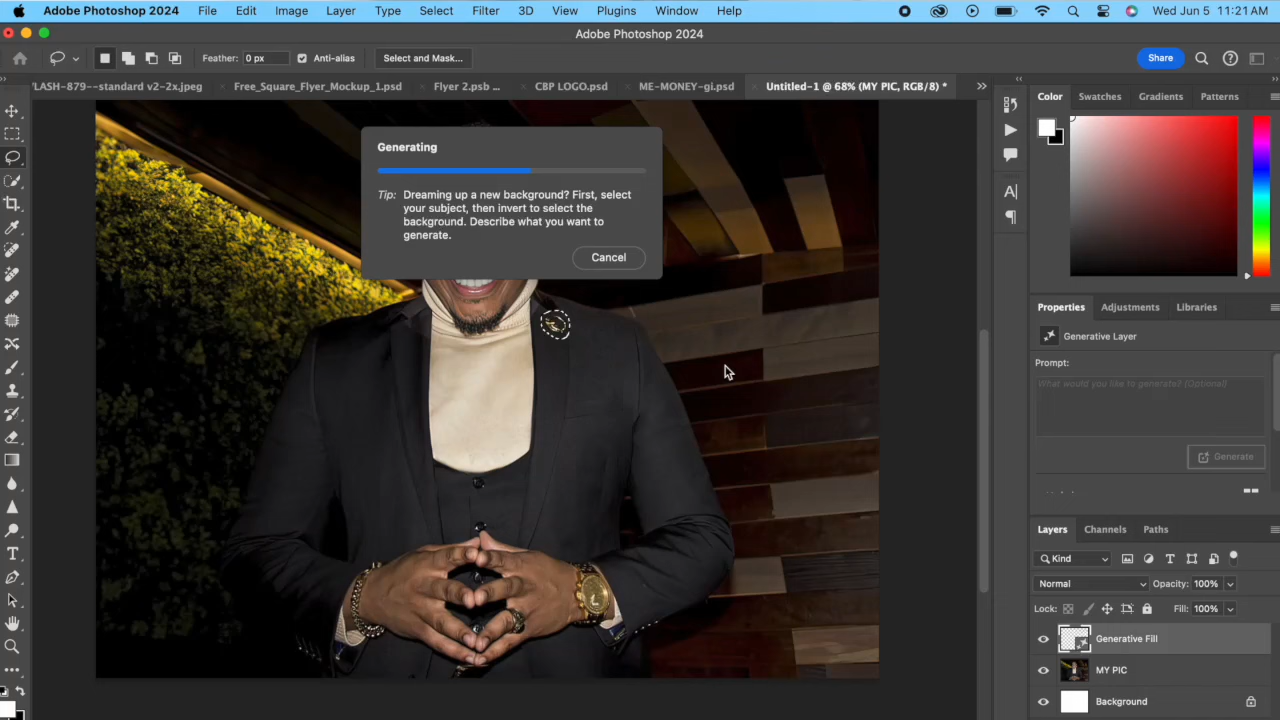 Adobe Photoshop 2024 File Edit Image Layer Type Select Filter 3D View Plugins Window Help Wed Jun 5 11:21 AM
Adobe Photoshop 2024
Feather: 0 px Anti-alias Select and Mask... Share
'LASH-879--standard v2-2x.jpeg Free_Square_Flyer_Mockup_1.psd Flyer 2.psb ... CBP LOGO.psd ME-MONEY-gi.psd Untitled-1 @ 68% (MY PIC, RGB/8) *
Color Swatches Gradients Patterns
Generating
Tip: Dreaming up a new background? First, select
your subject, then invert to select the
background. Describe what you want to
generate.
Cancel
Properties Adjustments Libraries
Generative Layer
Prompt:
What would you like to generate? (Optional)
Generate
Layers Channels Paths
Kind
Normal Opacity: 100%
Lock: Fill: 100%
Generative Fill
MY PIC
Background